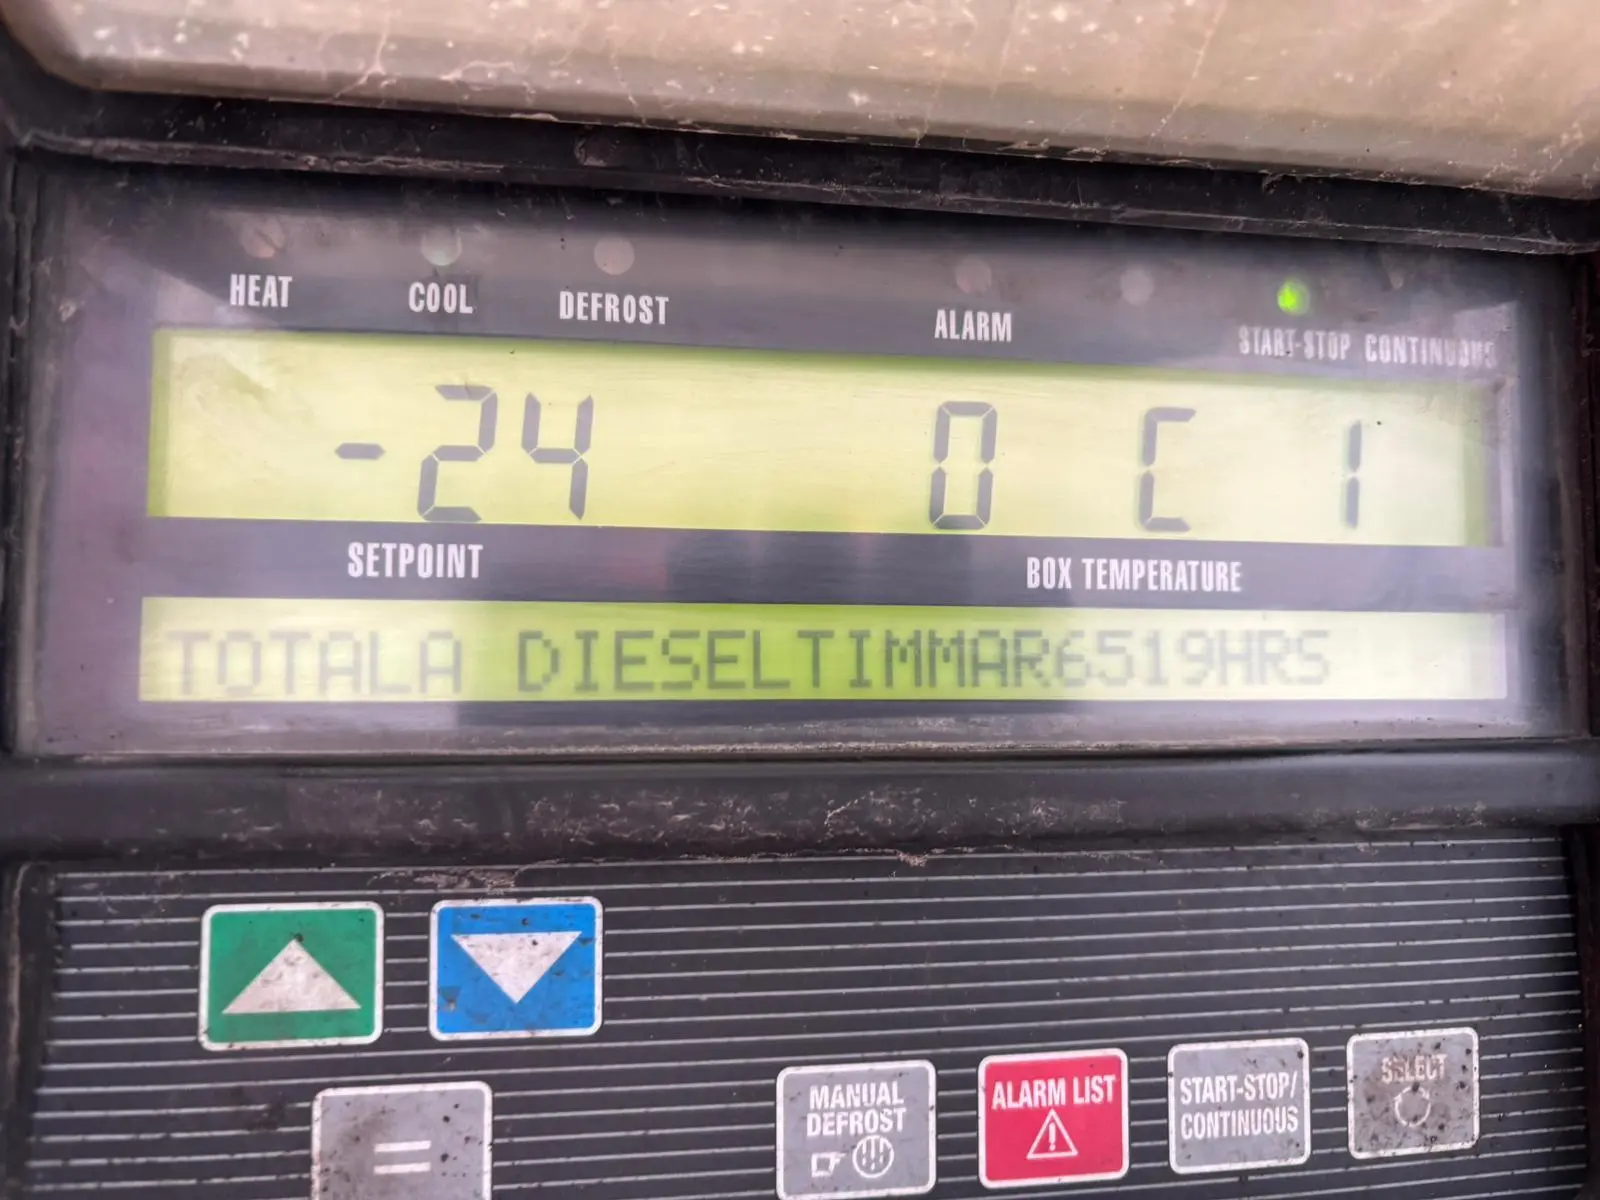 HEAT COOL DEFROST ALARM START-STOP CONTINUOUS
-24 0 C 1
SETPOINT BOX TEMPERATURE
TOTALA DIESELTIMMAR6519HRS
MANUAL DEFROST
ALARM LIST
START-STOP/
CONTINUOUS
SELECT
=